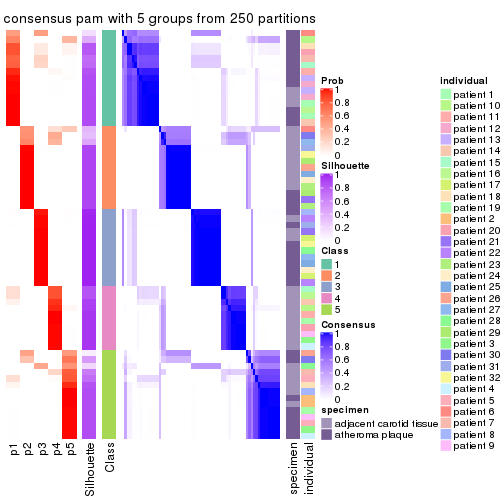 consensus pam with 5 groups from 250 partitions
Prob
1
0.8
0.6
0.4
0.2
0
Silhouette
1
0.8
0.6
0.4
0.2
0
Class
1
2
3
4
5
Consensus
1
0.8
0.6
0.4
0.2
0
specimen
adjacent carotid tissue
atheroma plaque
individual
patient 1
patient 10
patient 11
patient 12
patient 13
patient 14
patient 15
patient 16
patient 17
patient 18
patient 19
patient 2
patient 20
patient 21
patient 22
patient 23
patient 24
patient 25
patient 26
patient 27
patient 28
patient 29
patient 3
patient 30
patient 31
patient 32
patient 4
patient 5
patient 6
patient 7
patient 8
patient 9
p1
p2
p3
p4
p5
Silhouette
Class
specimen
individual